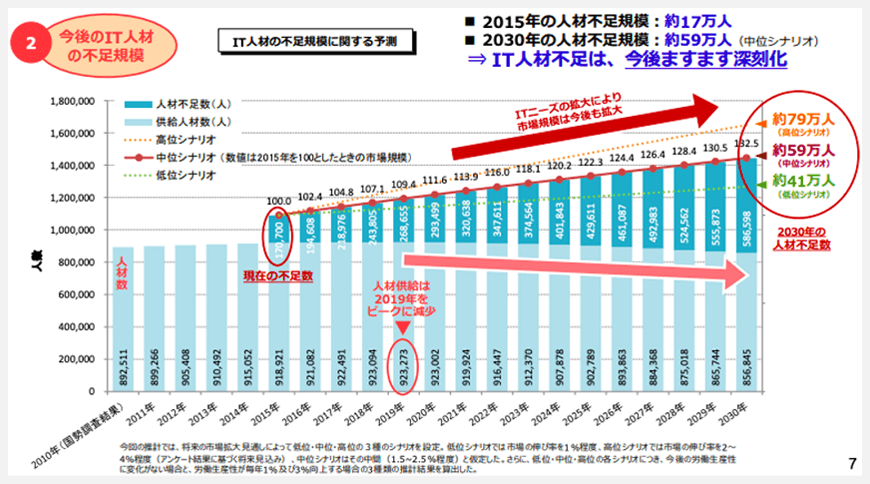 2
今後のIT人材
の不足規模
IT人材の不足規模に関する予測
■ 2015年の人材不足規模：約17万人
■ 2030年の人材不足規模：約59万人（中位シナリオ）
⇒ IT人材不足は、今後ますます深刻化
1,800,000
1,600,000
1,400,000
1,200,000
1,000,000
800,000
600,000
400,000
200,000
0
人数
人材不足数（人）
供給人材数（人）
高位シナリオ
中位シナリオ（数値は2015年を100としたときの市場規模）
低位シナリオ
ITニーズの拡大により
市場規模は今後も拡大
約79万人
（高位シナリオ）
約59万人
（中位シナリオ）
約41万人
（低位シナリオ）
2030年の
人材不足数
100.0 102.4 104.8 107.1 109.4 111.6 113.9 116.0 118.1 120.2 122.3 124.4 126.4 128.4 130.5 132.5
170,700 194,608 218,976 243,805 268,655 293,499 320,638 347,611 374,564 401,843 429,611 461,087 492,983 524,562 555,873 586,598
人材数
現在の不足数
人材供給は
2019年を
ピークに減少
892,511 899,266 905,408 910,492 915,052 918,921 921,082 922,491 923,094 923,273 923,002 919,924 916,447 912,370 907,878 902,789 893,863 884,368 875,018 865,744 856,845
2010年（国勢調査結果） 2011年 2012年 2013年 2014年 2015年 2016年 2017年 2018年 2019年 2020年 2021年 2022年 2023年 2024年 2025年 2026年 2027年 2028年 2029年 2030年
今回の推計では、将来の市場拡大見通しによって低位・中位・高位の３種のシナリオを設定。低位シナリオでは市場の伸び率を１％程度、高位シナリオでは市場の伸び率を2～
4％程度（アンケート結果に基づく将来見込み）、中位シナリオはその中間（1.5～2.5％程度）と仮定した。さらに、低位・中位・高位の各シナリオにつき、今後の労働生産性
に変化がない場合と、労働生産性が毎年1％及び3％向上する場合の3種類の推計結果を算出した。
7